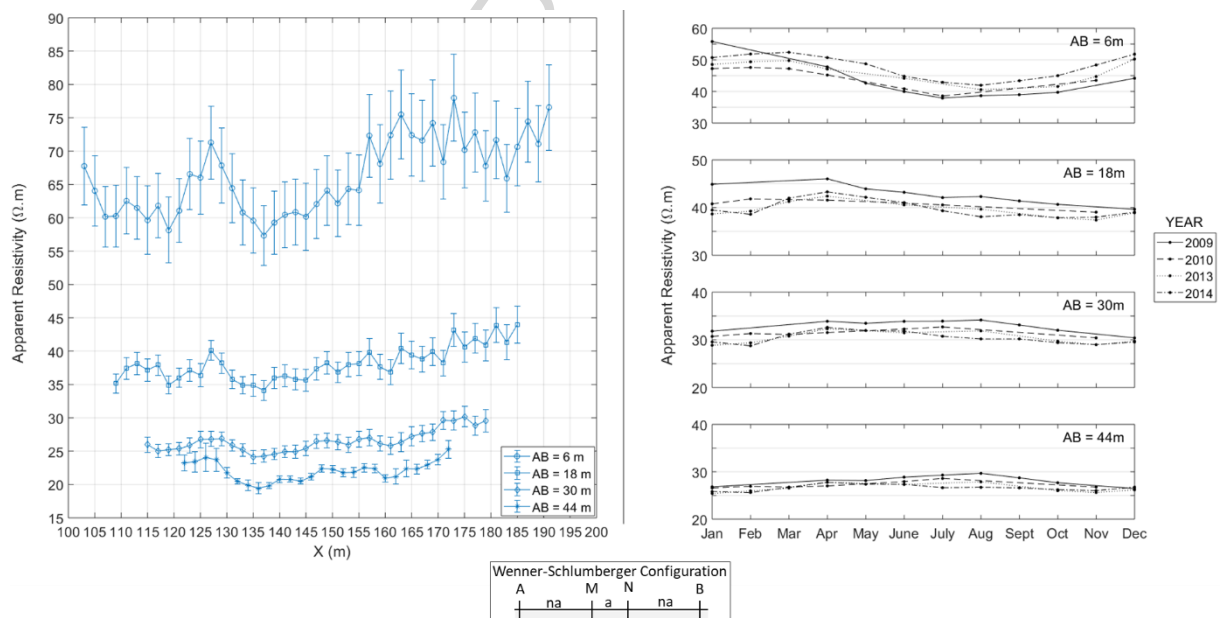 90
85
80
75
70
65
60
55
50
45
40
35
30
25
20
15
Apparent Resistivity (Ω.m)
100 105 110 115 120 125 130 135 140 145 150 155 160 165 170 175 180 185 190 195 200
X (m)
AB = 6 m
AB = 18 m
AB = 30 m
AB = 44 m
60
50
40
30
AB = 6m
50
40
30
AB = 18m
40
30
20
AB = 30m
40
30
20
AB = 44m
Apparent Resistivity (Ω.m)
Jan Feb Mar Apr May June July Aug Sept Oct Nov Dec
YEAR
2009
2010
2013
2014
Wenner-Schlumberger Configuration
A M N B
na a na